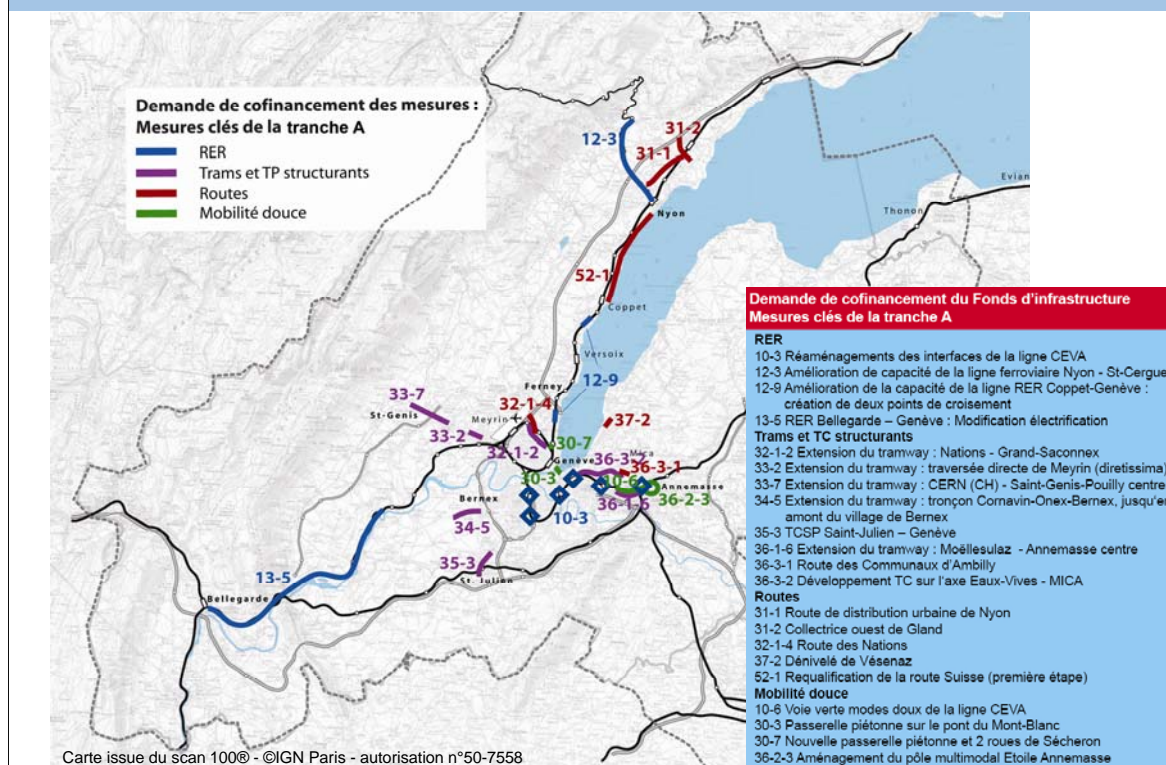 Demande de cofinancement des mesures :
Mesures clés de la tranche A
RER
Trams et TP structurants
Routes
Mobilité douce
12-3
31-2
31-1
Nyon
Evian
Thonon
52-1
Coppet
Versoix
12-9
Ferney
33-7
St-Genis
Meyrin
32-1-4
37-2
33-2
32-1-2
30-7
Genève
36-3-2
Mica
36-3-1
30-3
10-6
Annemasse
Bernex
10-3
36-1-6
36-2-3
34-5
35-3
St. Julian
13-5
Bellegarde
Demande de cofinancement du Fonds d'infrastructure
Mesures clés de la tranche A
RER
10-3 Réaménagements des interfaces de la ligne CEVA
12-3 Amélioration de capacité de la ligne ferroviaire Nyon - St-Cergue
12-9 Amélioration de la capacité de la ligne RER Coppet-Genève :
création de deux points de croisement
13-5 RER Bellegarde – Genève : Modification électrification
Trams et TC structurants
32-1-2 Extension du tramway : Nations - Grand-Saconnex
33-2 Extension du tramway : traversée directe de Meyrin (diretissima)
33-7 Extension du tramway : CERN (CH) - Saint-Genis-Pouilly centre
34-5 Extension du tramway : tronçon Cornavin-Onex-Bernex, jusqu'en
amont du village de Bernex
35-3 TCSP Saint-Julien – Genève
36-1-6 Extension du tramway : Moëllesulaz - Annemasse centre
36-3-1 Route des Communaux d'Ambilly
36-3-2 Développement TC sur l'axe Eaux-Vives - MICA
Routes
31-1 Route de distribution urbaine de Nyon
31-2 Collectrice ouest de Gland
32-1-4 Route des Nations
37-2 Dénivelé de Vésenaz
52-1 Requalification de la route Suisse (première étape)
Mobilité douce
10-6 Voie verte modes doux de la ligne CEVA
30-3 Passerelle piétonne sur le pont du Mont-Blanc
30-7 Nouvelle passerelle piétonne et 2 roues de Sécheron
36-2-3 Aménagement du pôle multimodal Etoile Annemasse
Carte issue du scan 100® - ©IGN Paris - autorisation n°50-7558